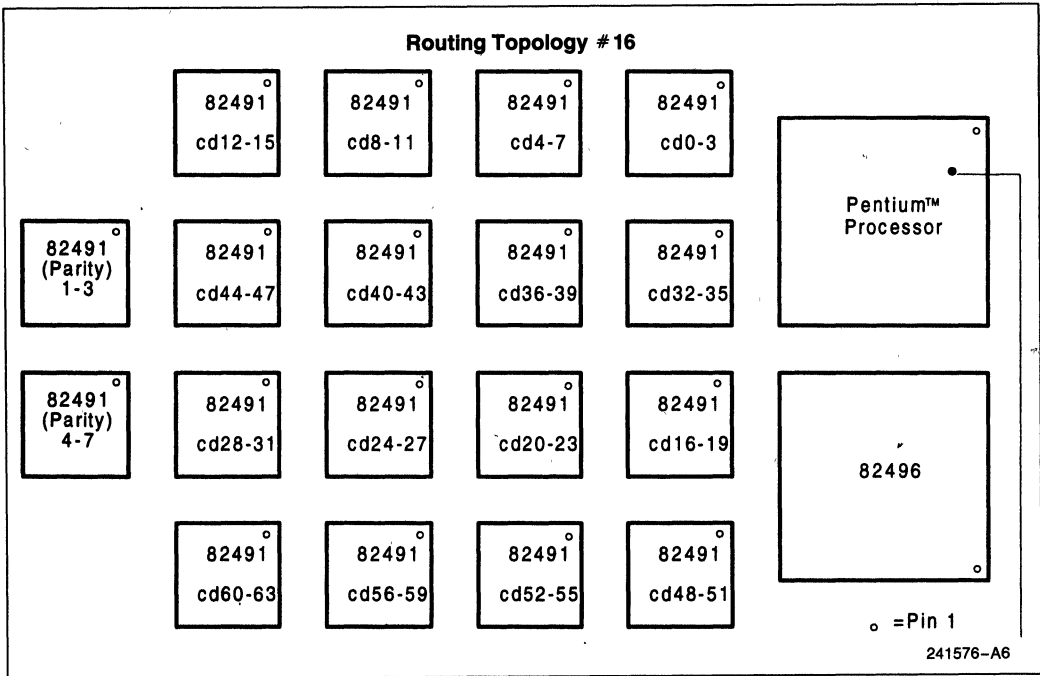 Routing Topology #16
82491
cd12-15
82491
cd8-11
82491
cd4-7
82491
cd0-3
Pentium™
Processor
82491
(Parity)
1-3
82491
cd44-47
82491
cd40-43
82491
cd36-39
82491
cd32-35
82491
(Parity)
4-7
82491
cd28-31
82491
cd24-27
82491
cd20-23
82491
cd16-19
82496
82491
cd60-63
82491
cd56-59
82491
cd52-55
82491
cd48-51
=Pin 1
241576-A6